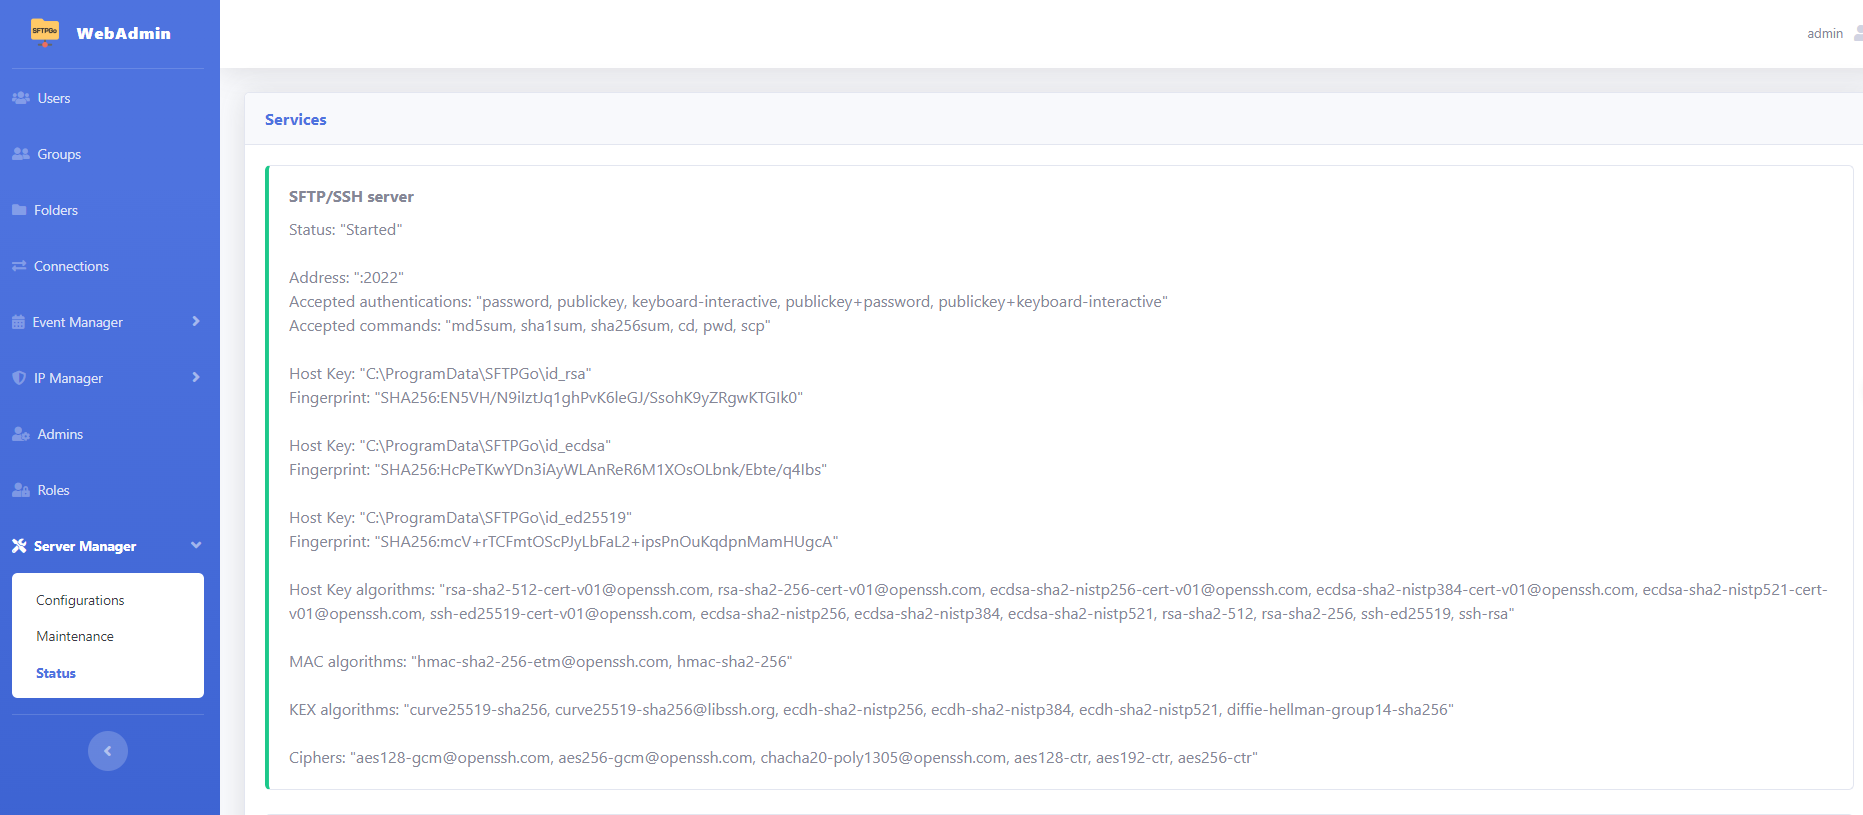 SFTPGo
WebAdmin
admin
Users
Groups
Folders
Connections
Event Manager
IP Manager
Admins
Roles
Server Manager
Configurations
Maintenance
Status
Services
SFTP/SSH server
Status: "Started"
Address: ":2022"
Accepted authentications: "password, publickey, keyboard-interactive, publickey+password, publickey+keyboard-interactive"
Accepted commands: "md5sum, sha1sum, sha256sum, cd, pwd, scp"
Host Key: "C:\ProgramData\SFTPGo\id_rsa"
Fingerprint: "SHA256:EN5VH/N9iIztJq1ghPvK6leGJ/SsohK9yZRgwKTGIk0"
Host Key: "C:\ProgramData\SFTPGo\id_ecdsa"
Fingerprint: "SHA256:HcPeTKwYDn3iAyWLAnReR6M1XOsOLbnk/Ebte/q4Ibs"
Host Key: "C:\ProgramData\SFTPGo\id_ed25519"
Fingerprint: "SHA256:mcV+rTCFmtOScPJyLbFaL2+ipsPnOuKqdpnMamHUgcA"
Host Key algorithms: "rsa-sha2-512-cert-v01@openssh.com, rsa-sha2-256-cert-v01@openssh.com, ecdsa-sha2-nistp256-cert-v01@openssh.com, ecdsa-sha2-nistp384-cert-v01@openssh.com, ecdsa-sha2-nistp521-cert-
v01@openssh.com, ssh-ed25519-cert-v01@openssh.com, ecdsa-sha2-nistp256, ecdsa-sha2-nistp384, ecdsa-sha2-nistp521, rsa-sha2-512, rsa-sha2-256, ssh-ed25519, ssh-rsa"
MAC algorithms: "hmac-sha2-256-etm@openssh.com, hmac-sha2-256"
KEX algorithms: "curve25519-sha256, curve25519-sha256@libssh.org, ecdh-sha2-nistp256, ecdh-sha2-nistp384, ecdh-sha2-nistp521, diffie-hellman-group14-sha256"
Ciphers: "aes128-gcm@openssh.com, aes256-gcm@openssh.com, chacha20-poly1305@openssh.com, aes128-ctr, aes192-ctr, aes256-ctr"